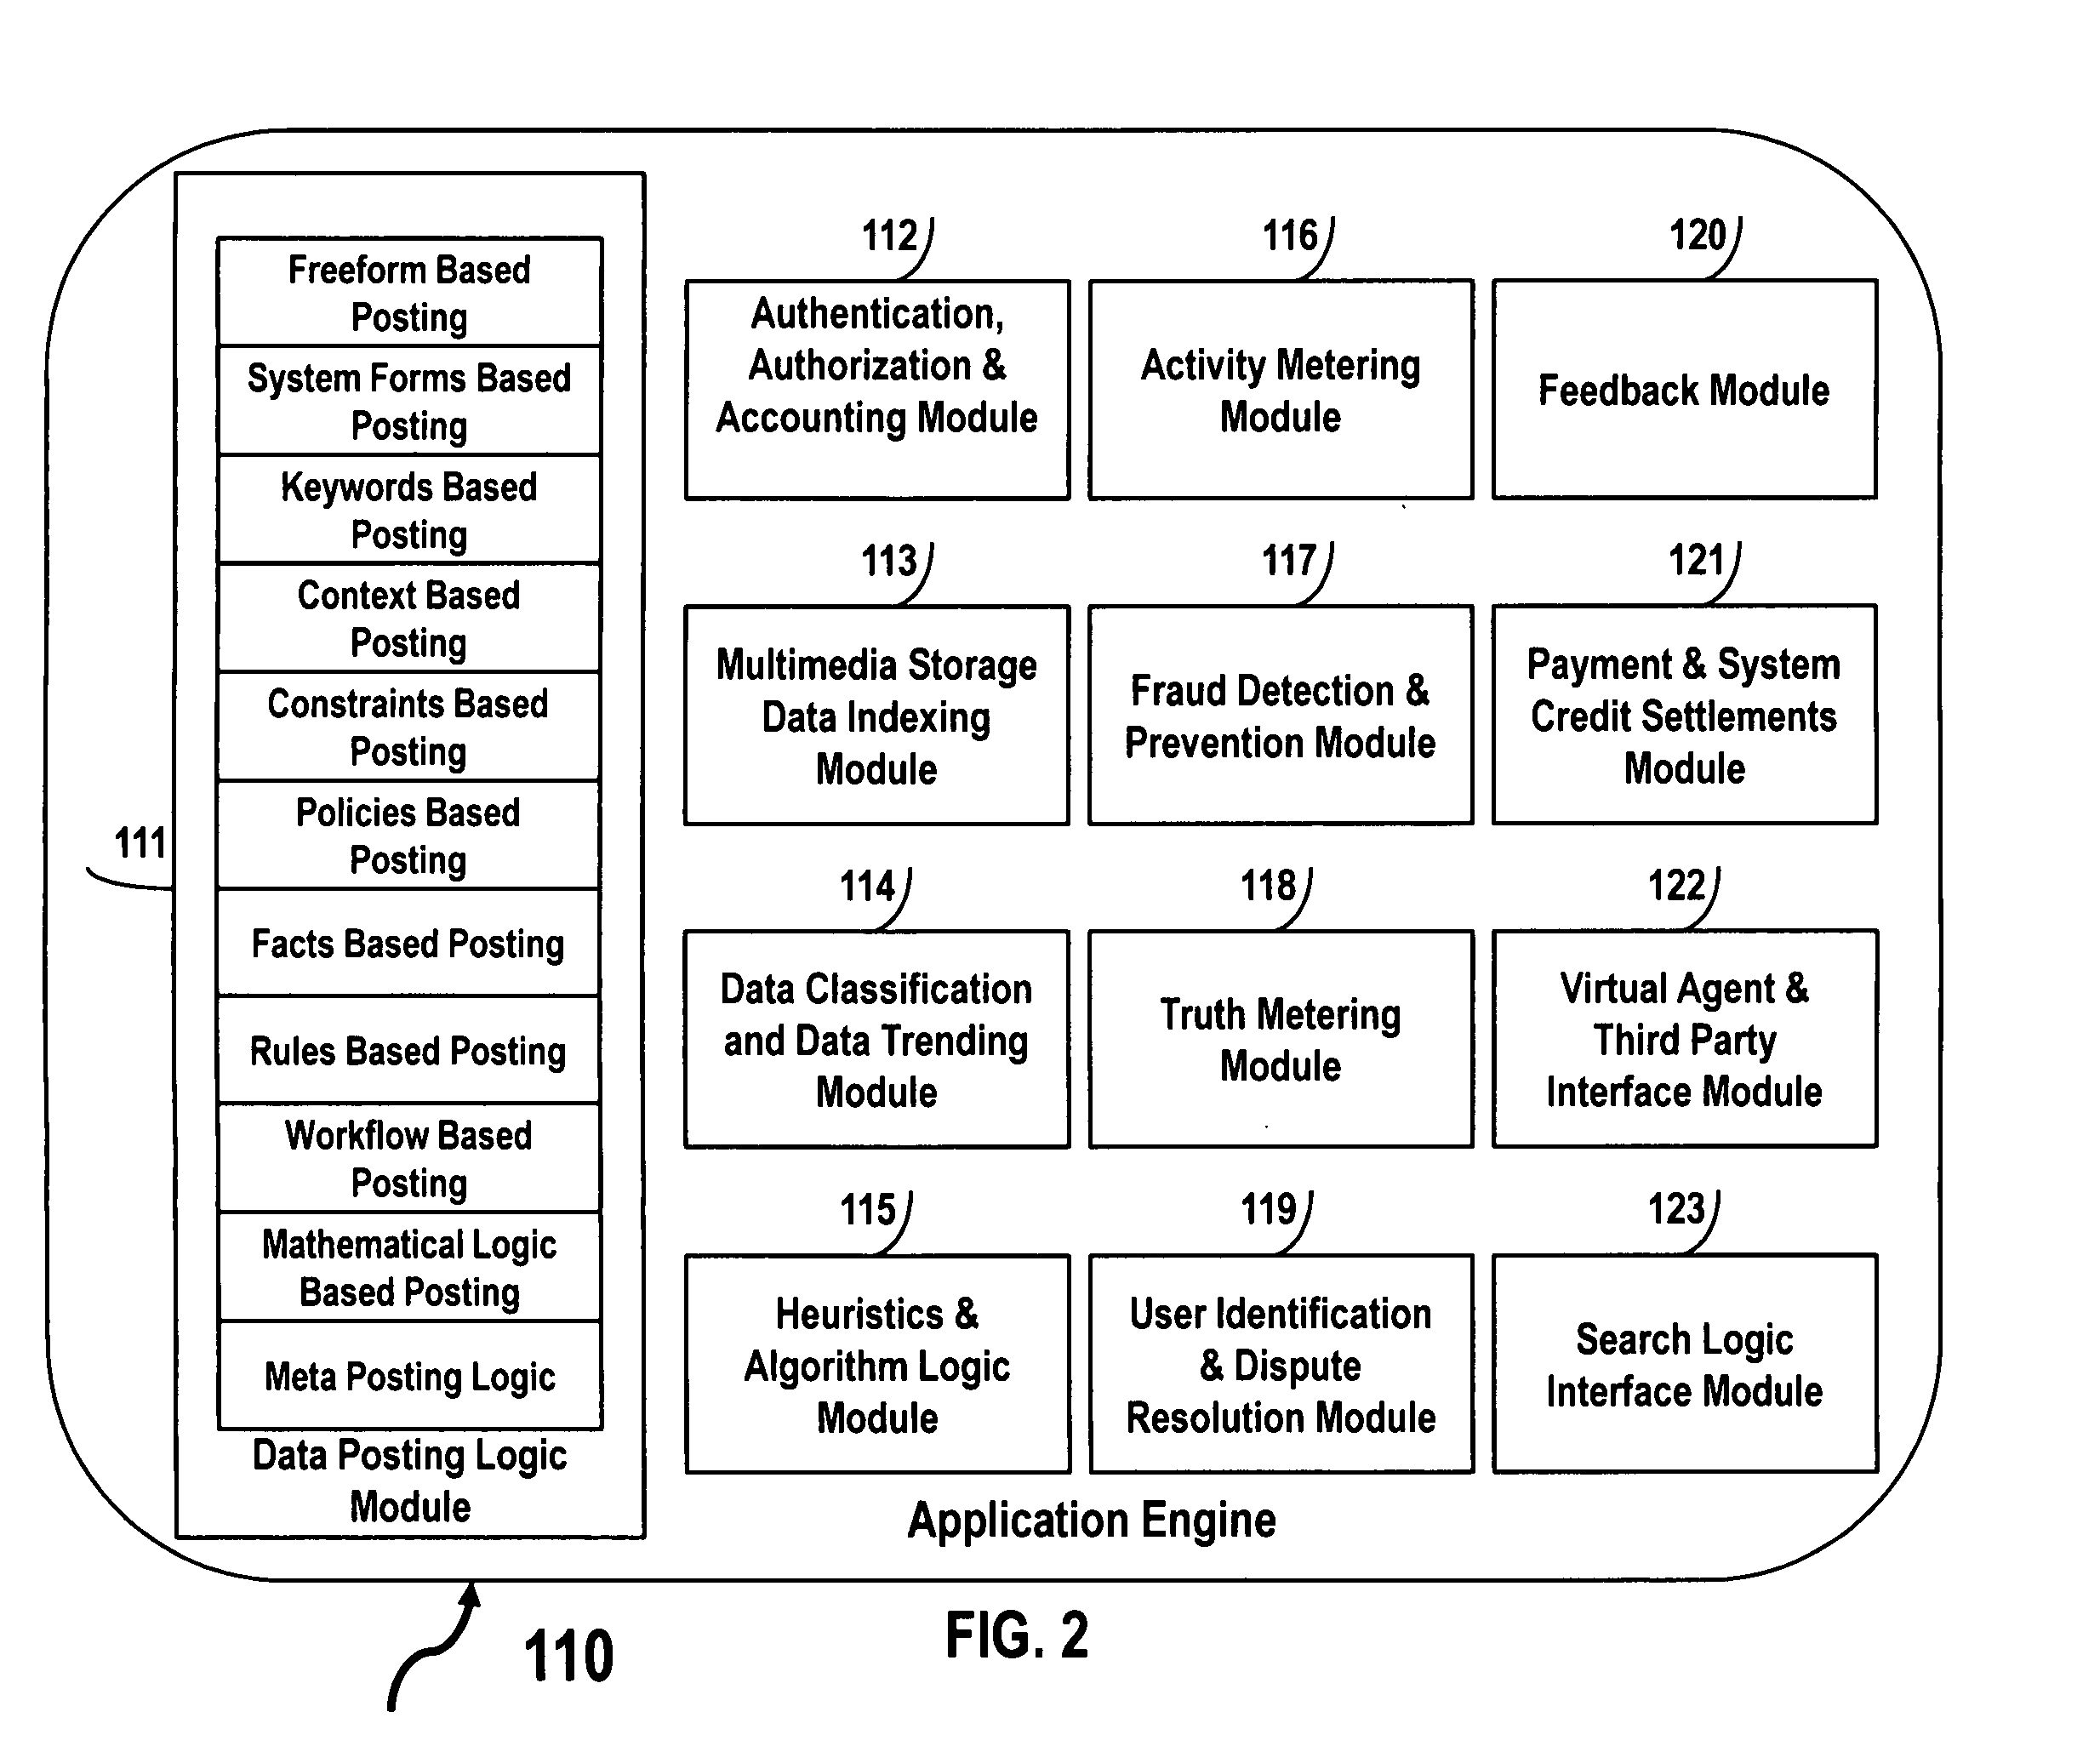 Freeform Based
Posting
System Forms Based
Posting
Keywords Based
Posting
Context Based
Posting
Constraints Based
Posting
Policies Based
Posting
Facts Based Posting
Rules Based Posting
Workflow Based
Posting
Mathematical Logic
Based Posting
Meta Posting Logic
Data Posting Logic
Module
111
112
Authentication,
Authorization &
Accounting Module
116
Activity Metering
Module
120
Feedback Module
113
Multimedia Storage
Data Indexing
Module
117
Fraud Detection &
Prevention Module
121
Payment & System
Credit Settlements
Module
114
Data Classification
and Data Trending
Module
118
Truth Metering
Module
122
Virtual Agent &
Third Party
Interface Module
115
Heuristics &
Algorithm Logic
Module
119
User Identification
& Dispute
Resolution Module
123
Search Logic
Interface Module
Application Engine
110
FIG. 2